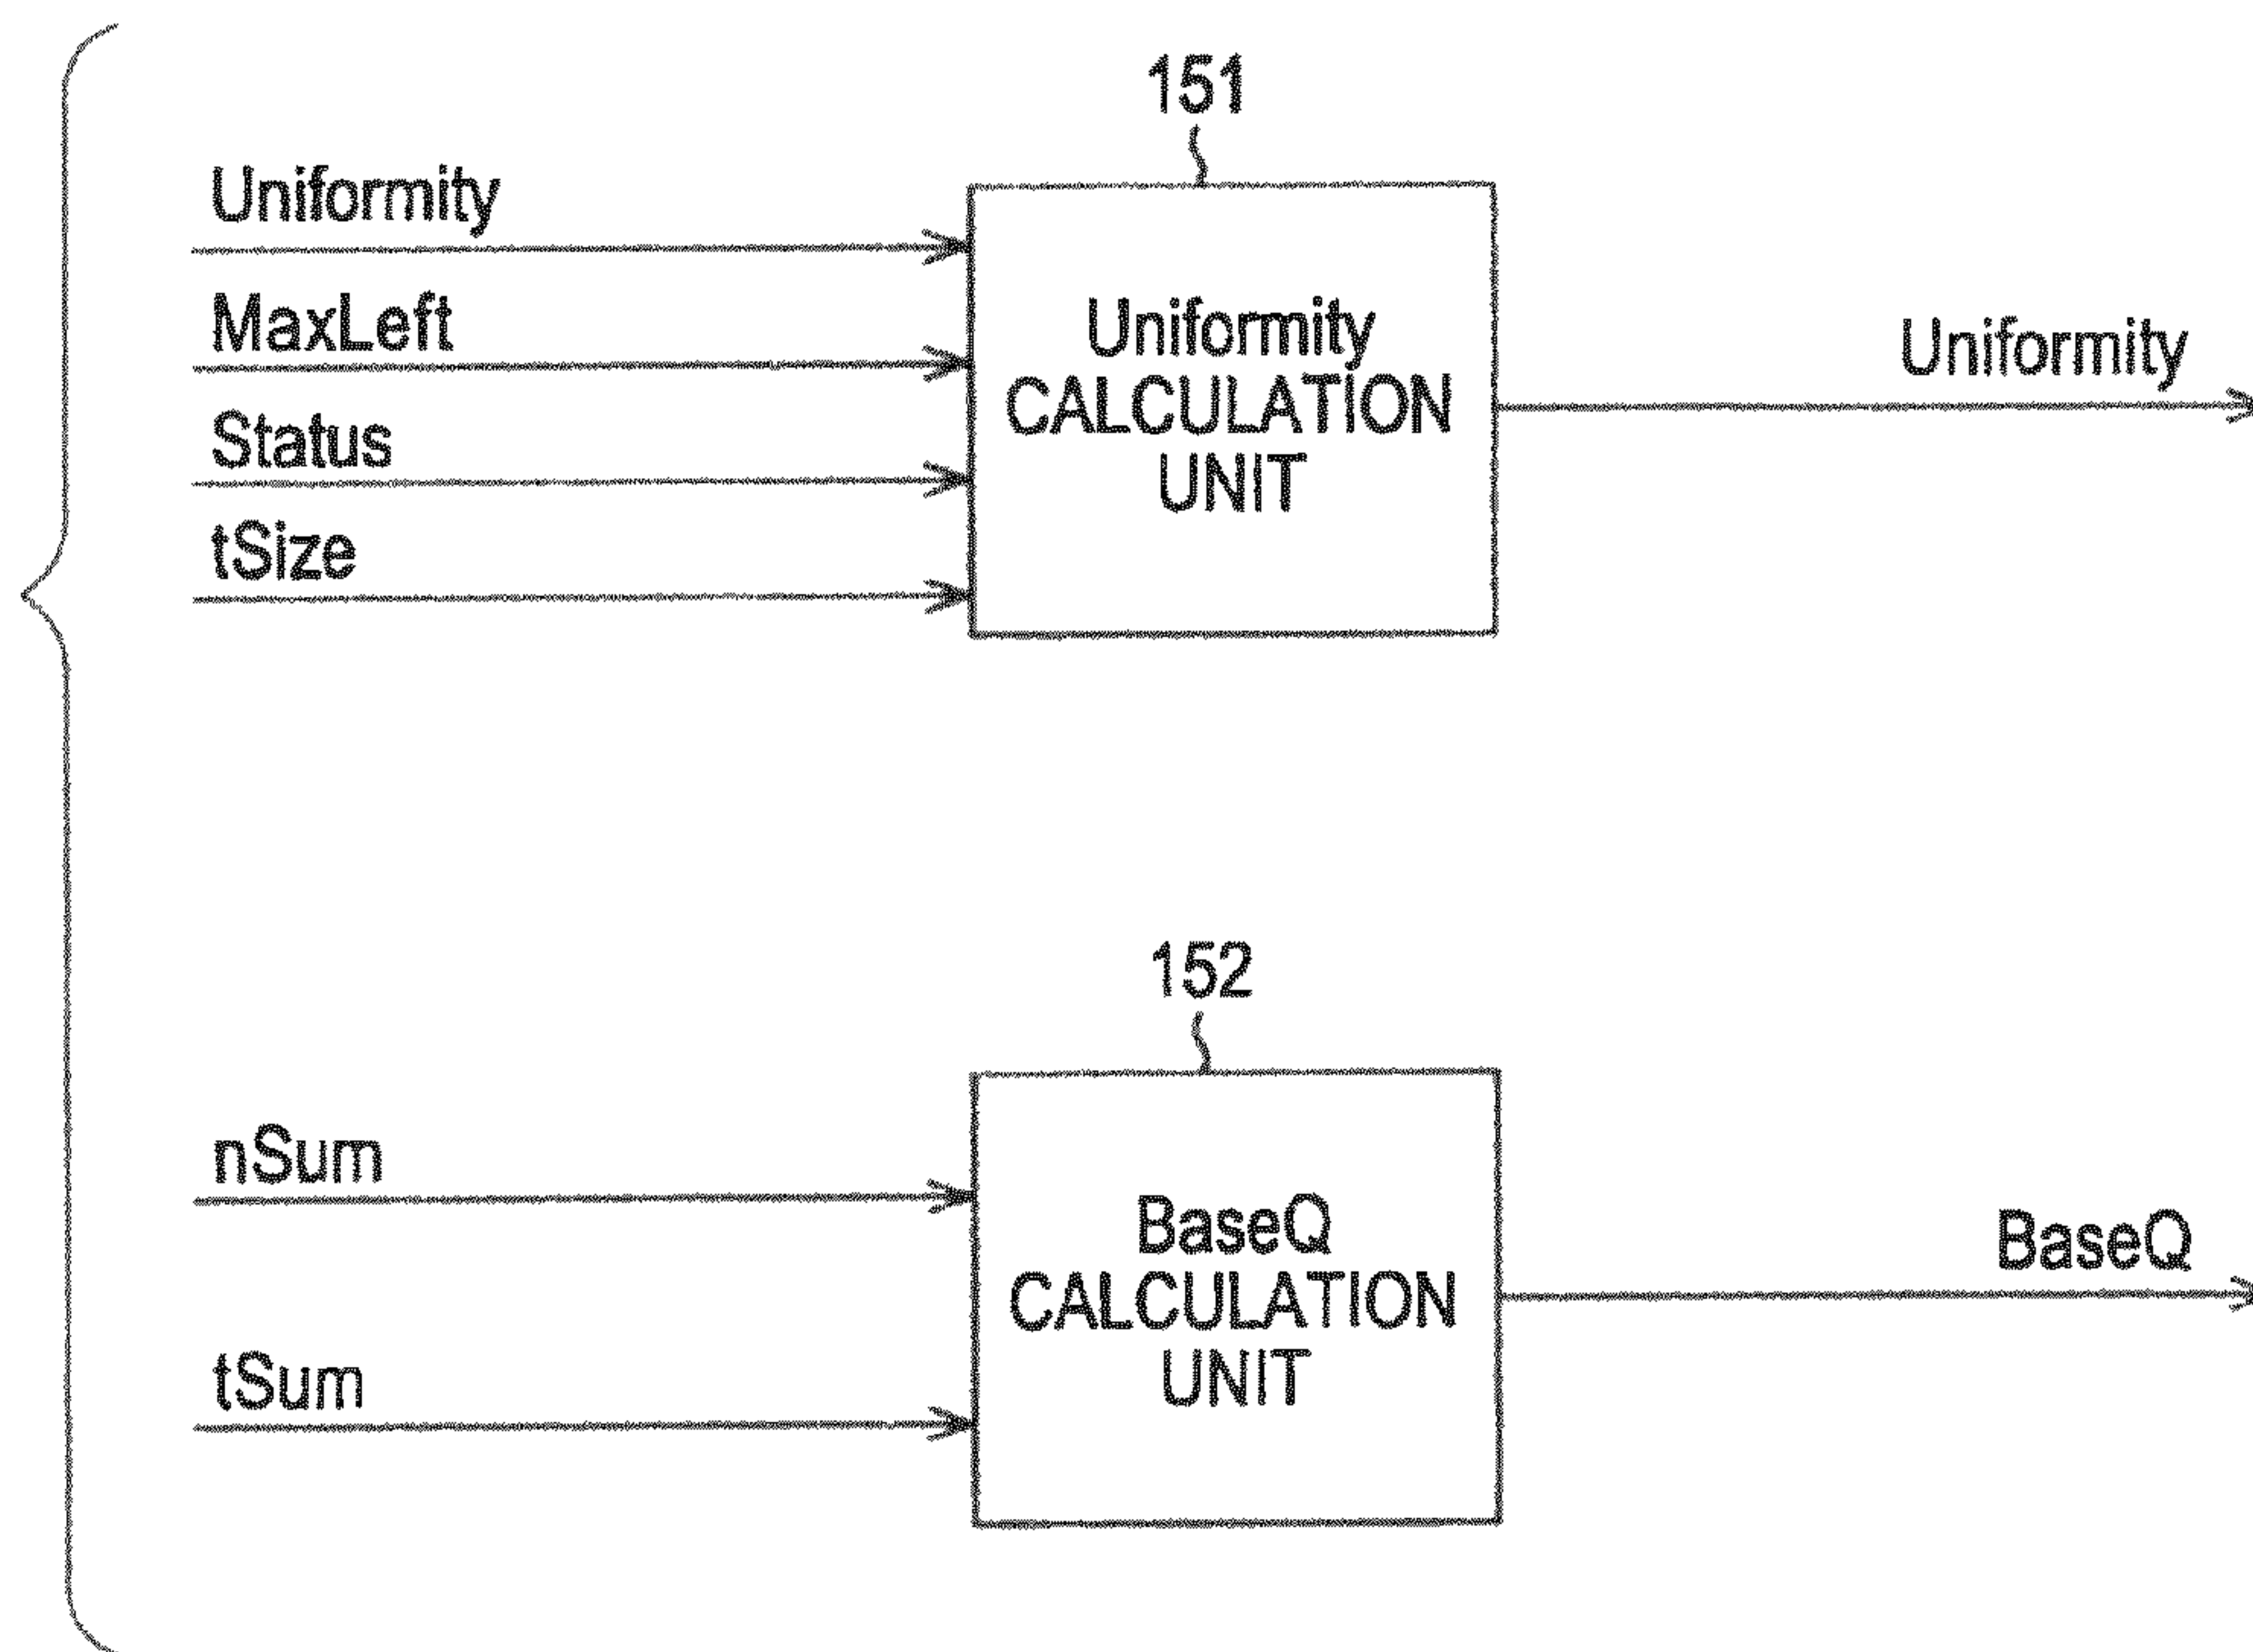 151
Uniformity
MaxLeft
Status
tSize
Uniformity
CALCULATION
UNIT
Uniformity
152
nSum
tSum
BaseQ
CALCULATION
UNIT
BaseQ